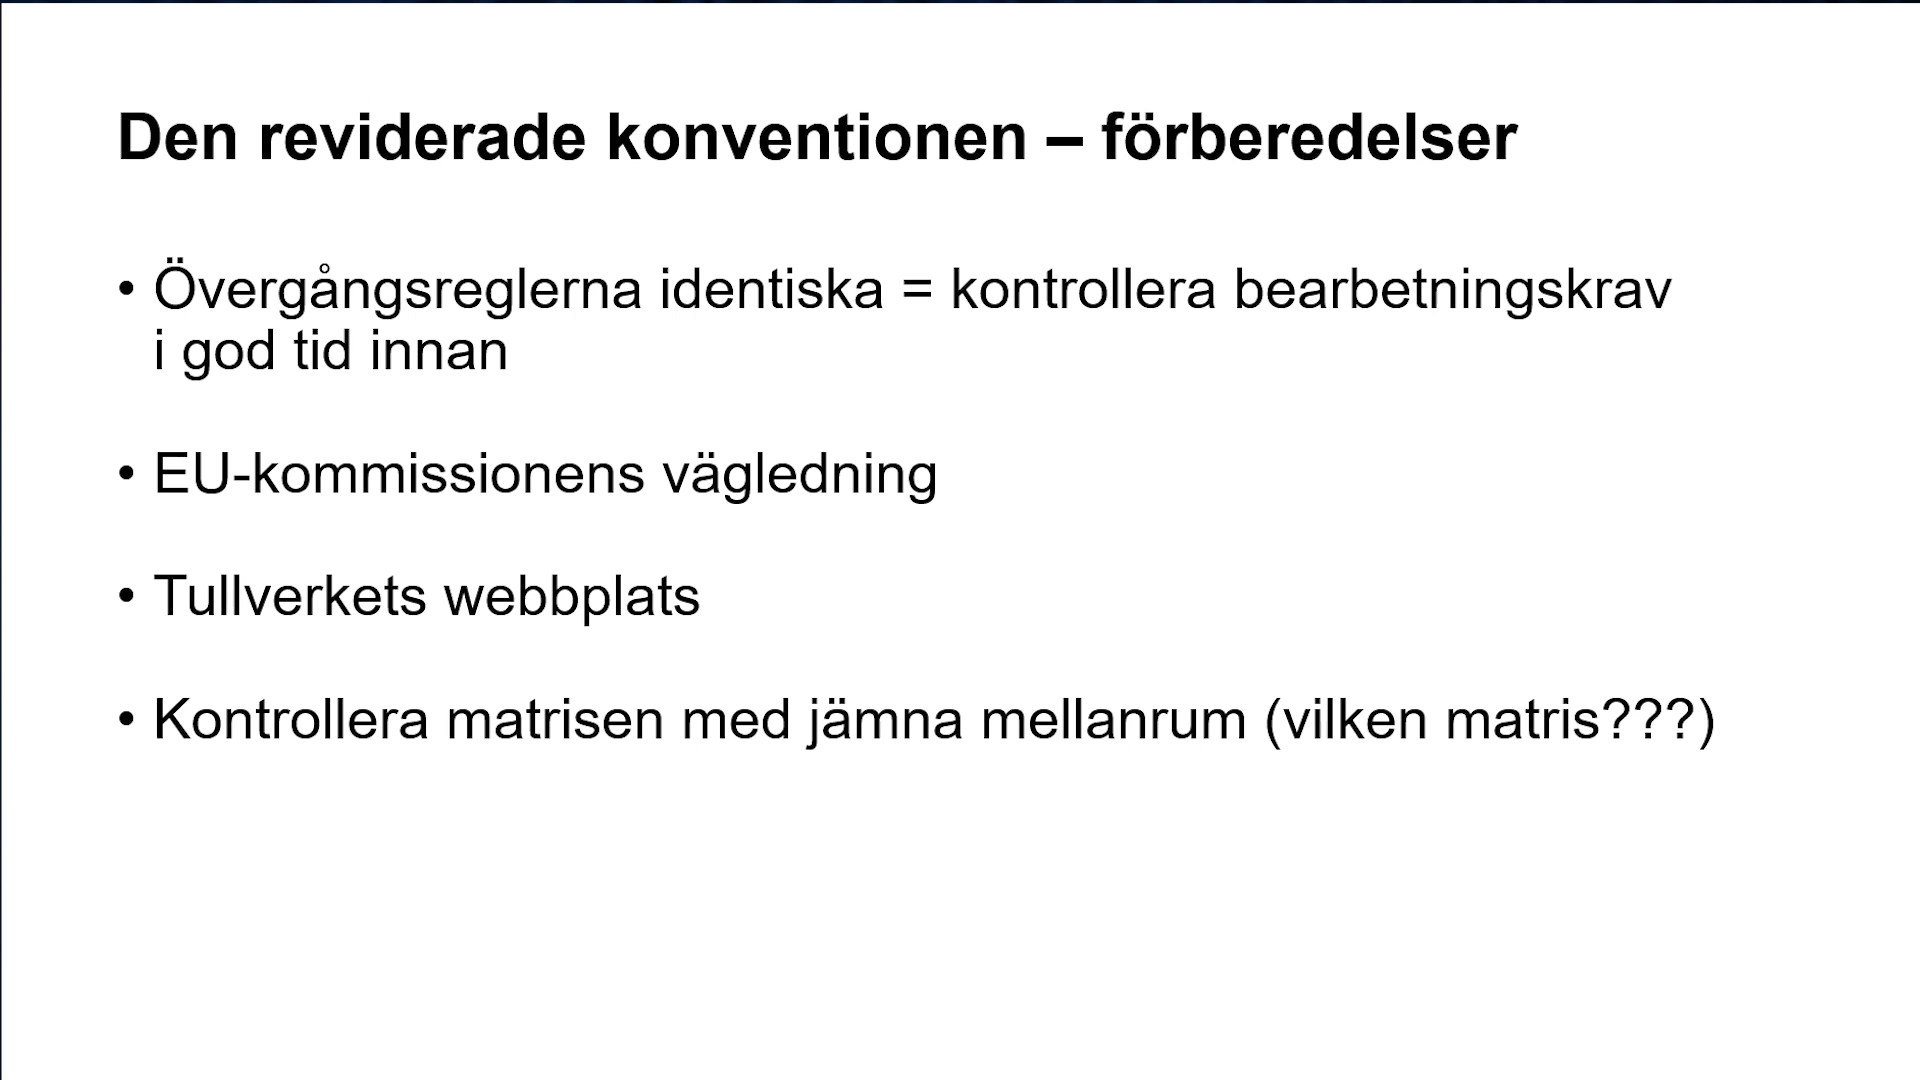 Den reviderade konventionen – förberedelser
• Övergångsreglerna identiska = kontrollera bearbetningskrav
i god tid innan
• EU-kommissionens vägledning
• Tullverkets webbplats
• Kontrollera matrisen med jämna mellanrum (vilken matris???)